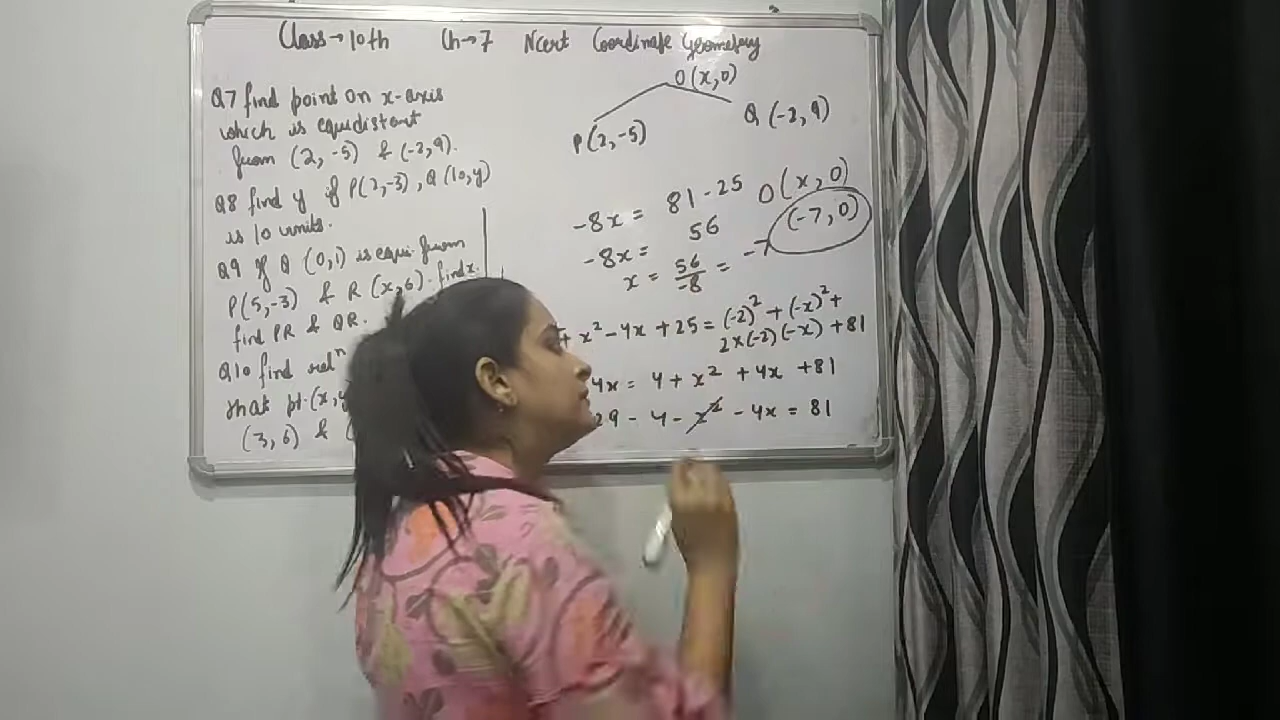 Class → 10th Ch → 7 Ncert Coordinate Geometry
Q7 find point on x-axis
which is equidistant
from (2, -5) & (-2,9).
Q8 find y if P(2,-3), Q(10,y)
is 10 units.
Q9 If Q (0,1) is equi from
P(5,-3) & R (x,6). find x.
find PR & QR.
Q10 find relⁿ
that pt.(x,y
(3,6) & (
O(x,0)
P(2,-5)
Q(-2,9)
-8x = 81-25
-8x = 56
x = 56/-8 = -7
O(x,0)
(-7,0)
+ x² - 4x + 25 = (-2)² + (-x)² +
2×(-2)(-x) + 81
4x = 4 + x² + 4x + 81
29 - 4 - x² - 4x = 81